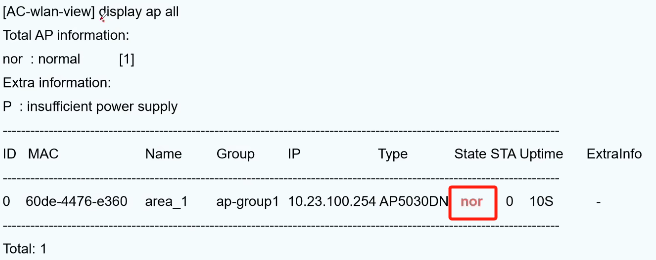 [AC-wlan-view] display ap all
Total AP information:
nor : normal [1]
Extra information:
P : insufficient power supply
--------------------------------------------------------------------------------
ID MAC Name Group IP Type State STA Uptime ExtraInfo
--------------------------------------------------------------------------------
0 60de-4476-e360 area_1 ap-group1 10.23.100.254 AP5030DN nor 0 10S -
--------------------------------------------------------------------------------
Total: 1